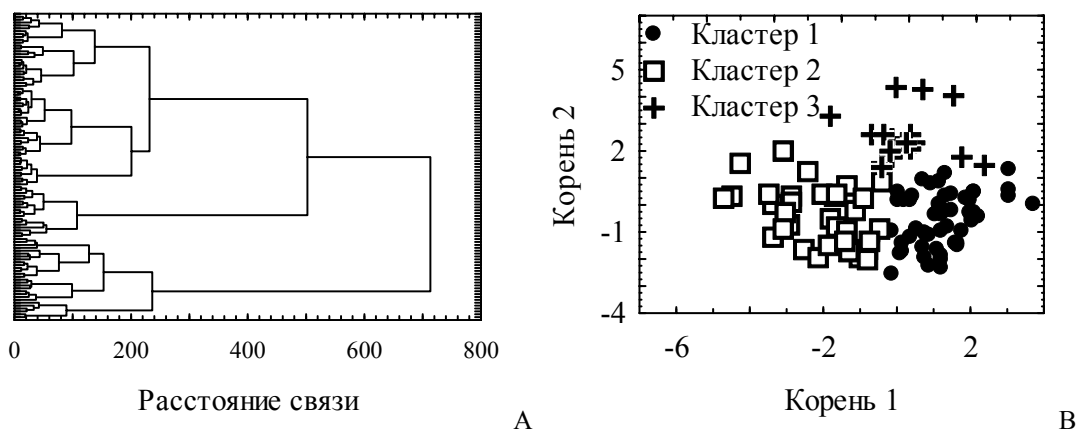 0 200 400 600 800
Расстояние связи
А
Кластер 1
Кластер 2
Кластер 3
5
2
-1
-4
Корень 2
-6 -2 2
Корень 1
В